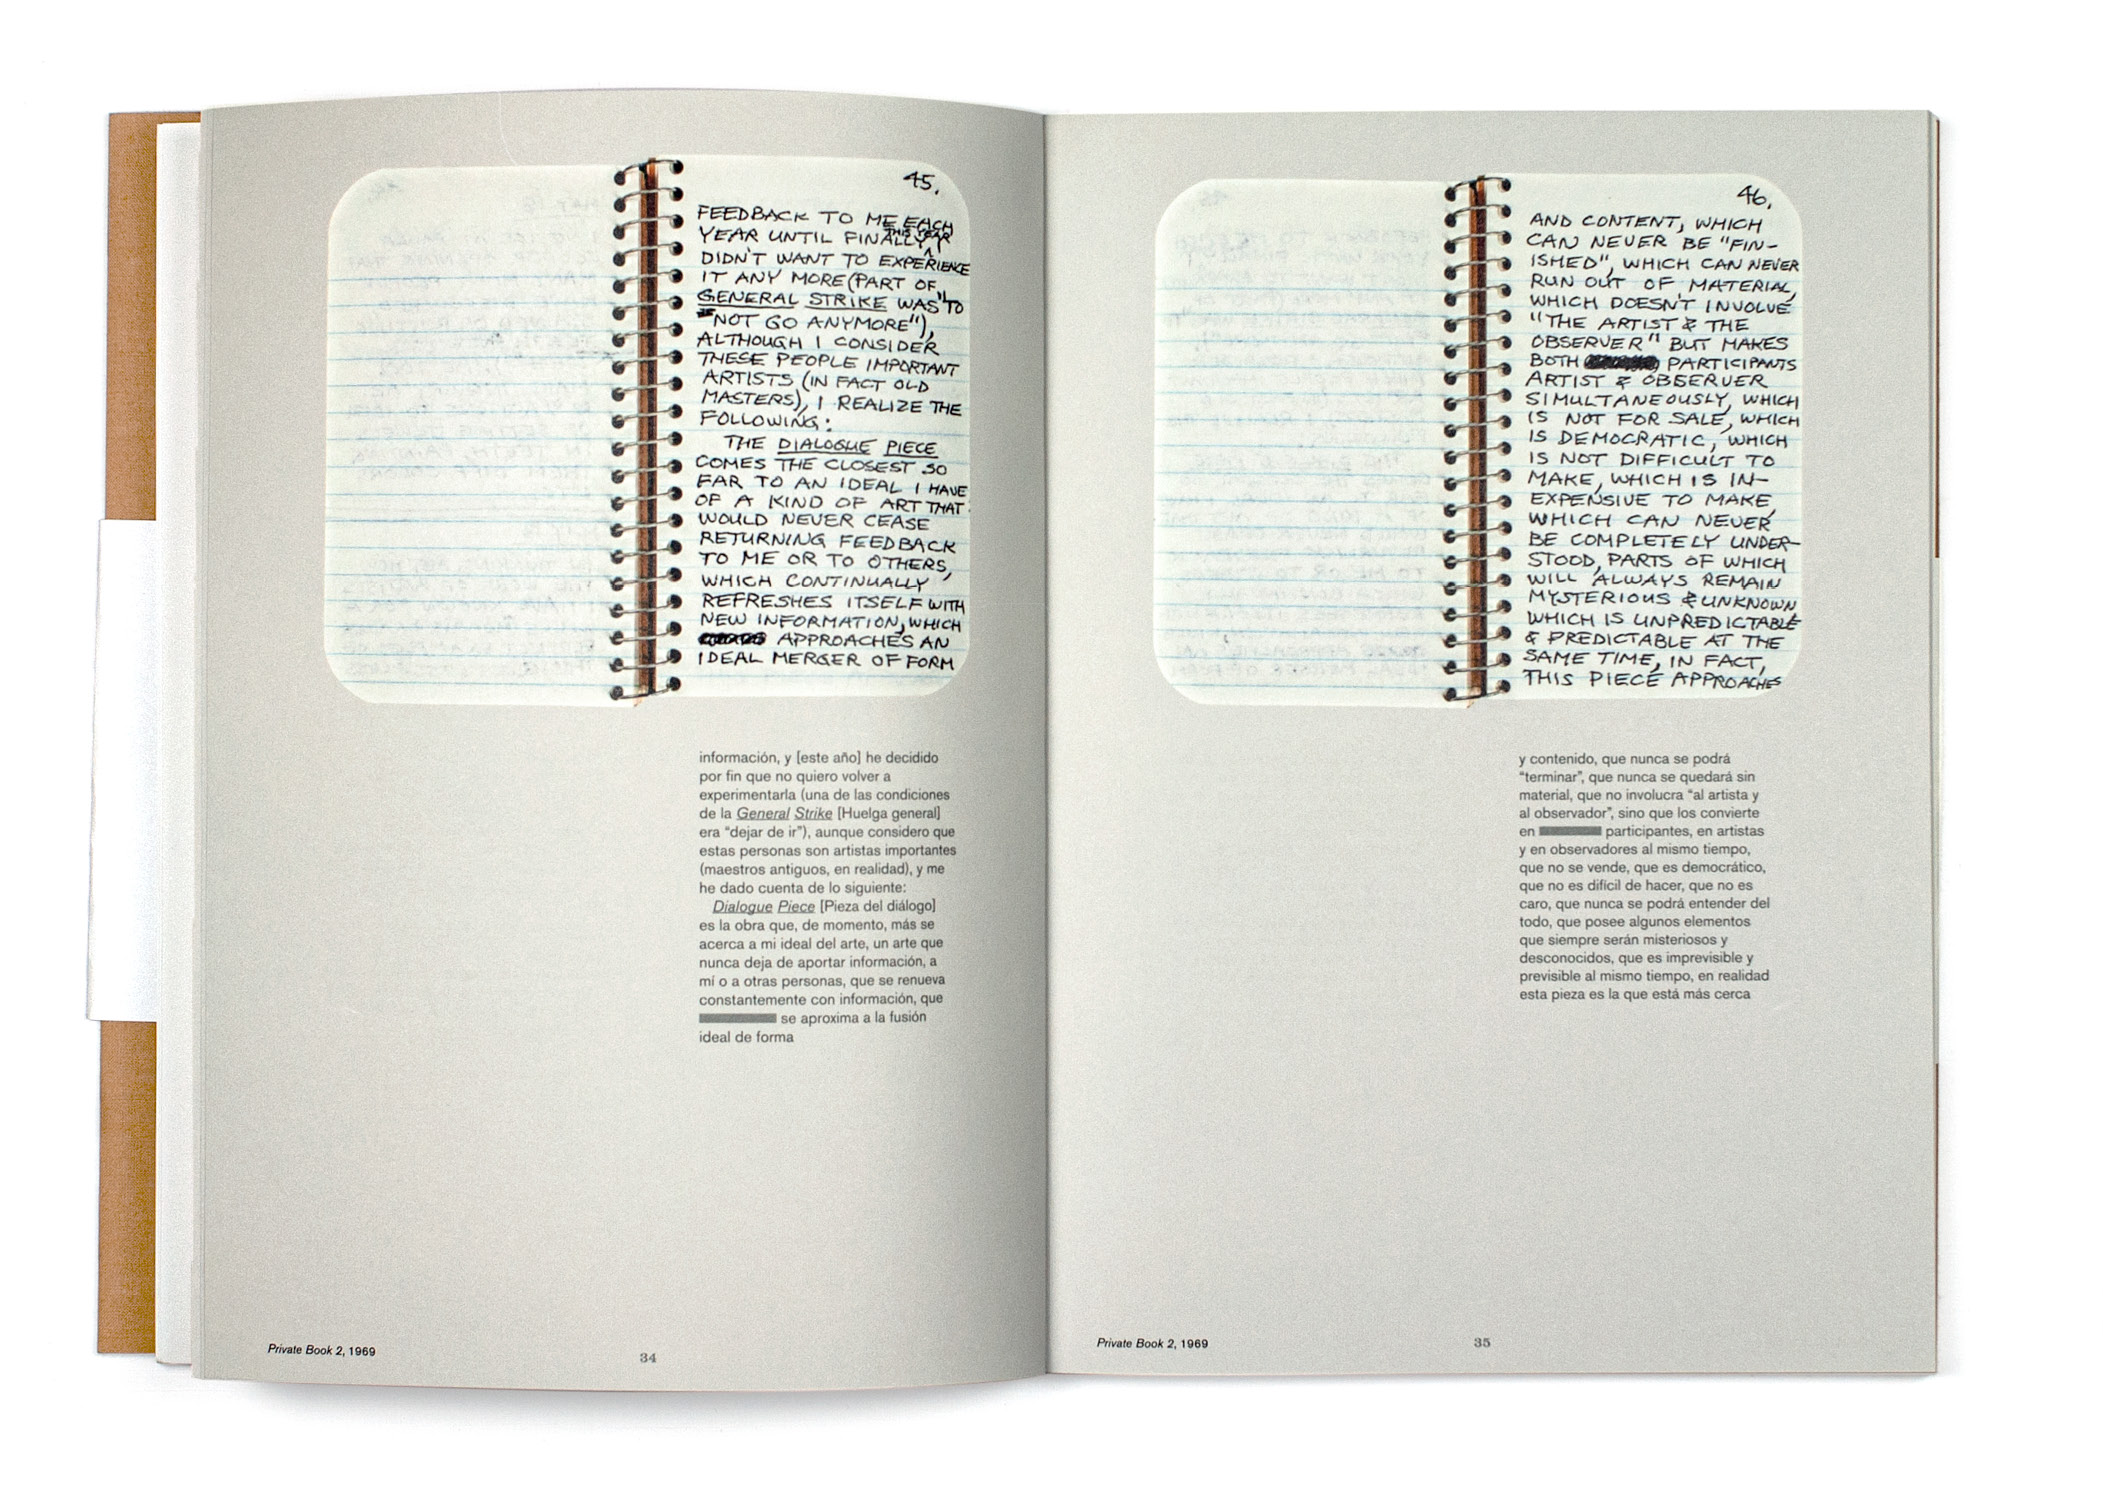 45.
FEEDBACK TO ME EACH
YEAR UNTIL FINALLY THIS YEAR I
DIDN'T WANT TO EXPERIENCE
IT ANY MORE (PART OF
GENERAL STRIKE WAS "TO
NOT GO ANYMORE"),
ALTHOUGH I CONSIDER
THESE PEOPLE IMPORTANT
ARTISTS (IN FACT OLD
MASTERS), I REALIZE THE
FOLLOWING:
THE DIALOGUE PIECE
COMES THE CLOSEST SO
FAR TO AN IDEAL I HAVE
OF A KIND OF ART THAT
WOULD NEVER CEASE
RETURNING FEEDBACK
TO ME OR TO OTHERS,
WHICH CONTINUALLY
REFRESHES ITSELF WITH
NEW INFORMATION, WHICH
APPROACHES AN
IDEAL MERGER OF FORM
información, y [este año] he decidido
por fin que no quiero volver a
experimentarla (una de las condiciones
de la General Strike [Huelga general]
era “dejar de ir”), aunque considero que
estas personas son artistas importantes
(maestros antiguos, en realidad), y me
he dado cuenta de lo siguiente:
Dialogue Piece [Pieza del diálogo]
es la obra que, de momento, más se
acerca a mi ideal del arte, un arte que
nunca deja de aportar información, a
mí o a otras personas, que se renueva
constantemente con información, que
se aproxima a la fusión
ideal de forma
Private Book 2, 1969
34
46.
AND CONTENT, WHICH
CAN NEVER BE "FIN-
ISHED", WHICH CAN NEVER
RUN OUT OF MATERIAL,
WHICH DOESN'T INVOLVE
"THE ARTIST & THE
OBSERVER" BUT MAKES
BOTH PARTICIPANTS
ARTIST & OBSERVER
SIMULTANEOUSLY, WHICH
IS NOT FOR SALE, WHICH
IS DEMOCRATIC, WHICH
IS NOT DIFFICULT TO
MAKE, WHICH IS IN-
EXPENSIVE TO MAKE,
WHICH CAN NEVER
BE COMPLETELY UNDER-
STOOD, PARTS OF WHICH
WILL ALWAYS REMAIN
MYSTERIOUS & UNKNOWN,
WHICH IS UNPREDICTABLE
& PREDICTABLE AT THE
SAME TIME, IN FACT,
THIS PIECE APPROACHES
y contenido, que nunca se podrá
“terminar”, que nunca se quedará sin
material, que no involucra “al artista y
al observador”, sino que los convierte
en participantes, en artistas
y en observadores al mismo tiempo,
que no se vende, que es democrático,
que no es difícil de hacer, que no es
caro, que nunca se podrá entender del
todo, que posee algunos elementos
que siempre serán misteriosos y
desconocidos, que es imprevisible y
previsible al mismo tiempo, en realidad
esta pieza es la que está más cerca
Private Book 2, 1969
35